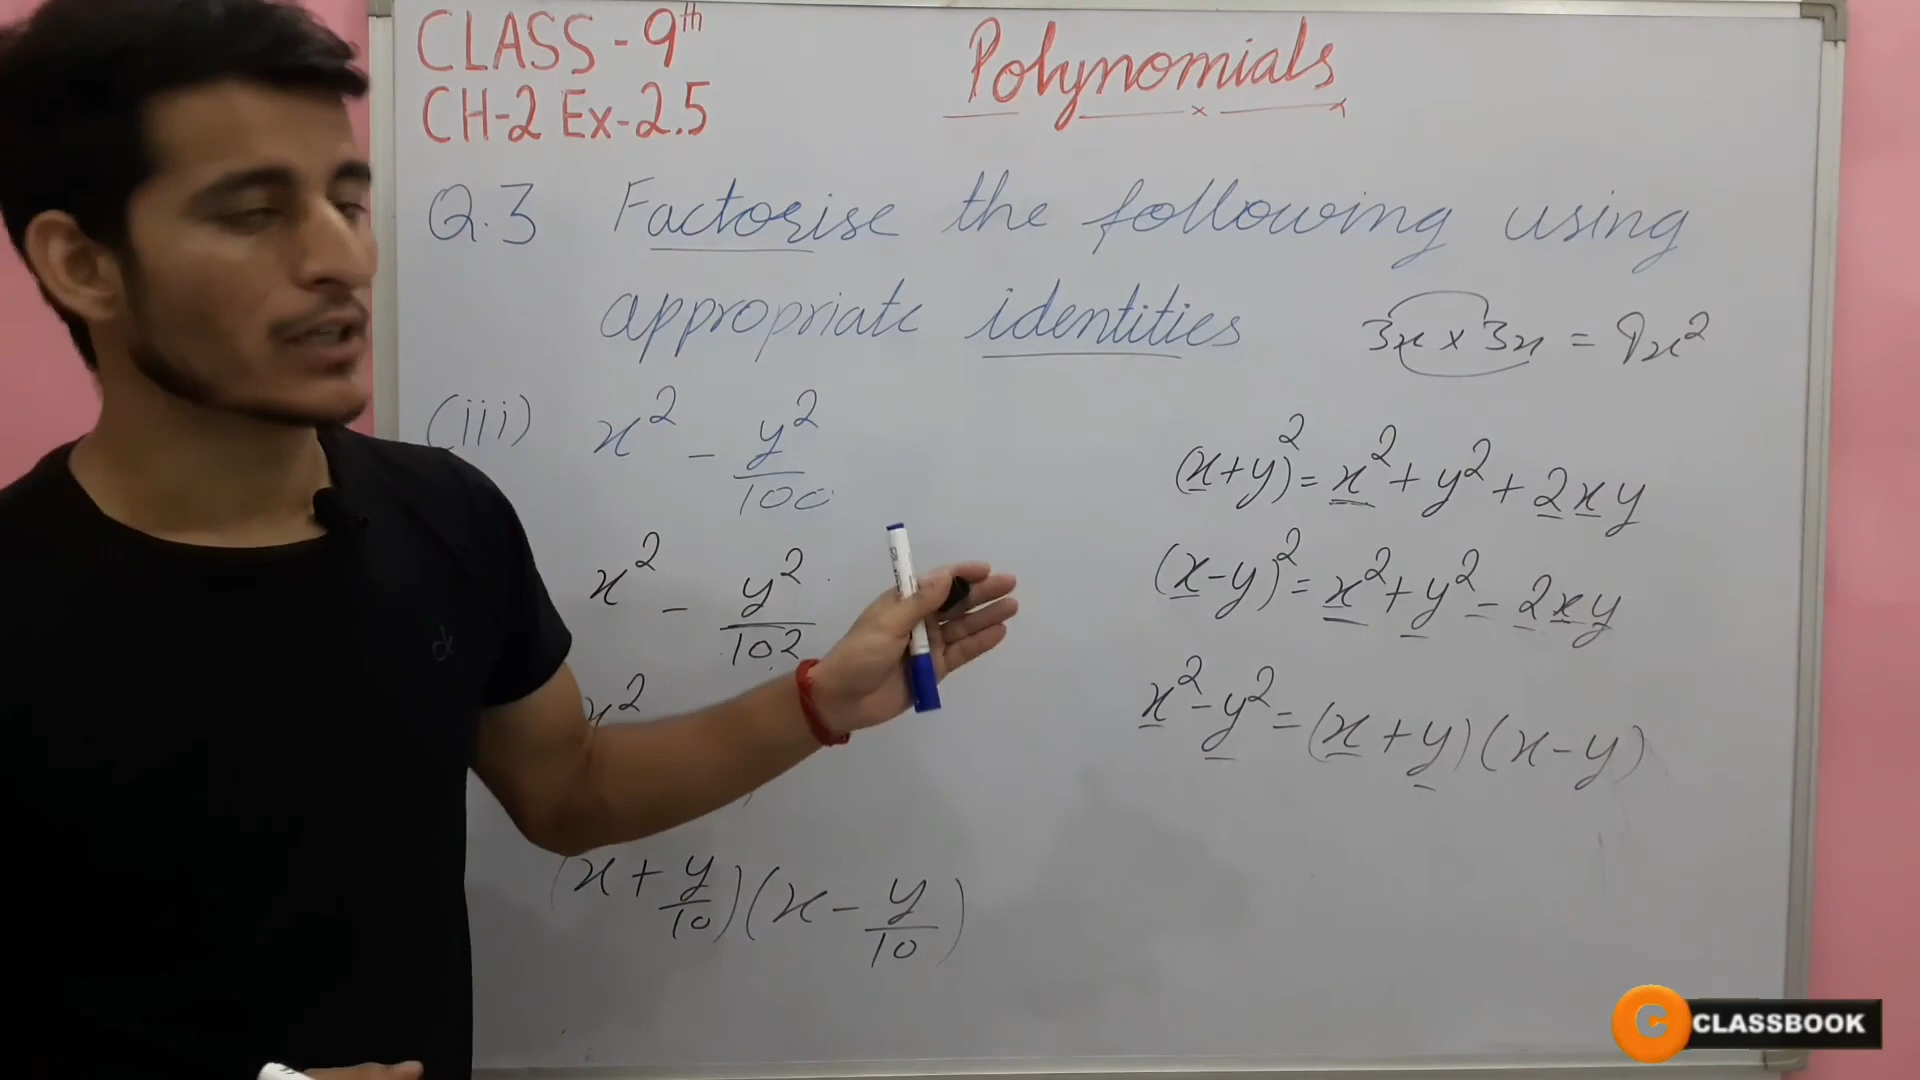 CLASS-9th
CH-2 Ex-2.5
Polynomials
Q.3 Factorise the following using
appropriate identities
3x × 3x = 9x²
(iii) x² - y²/100
x² - y²/10²
x²
(x + y/10)(x - y/10)
(x+y)² = x² + y² + 2xy
(x-y)² = x² + y² - 2xy
x² - y² = (x + y)(x - y)
ck
C CLASSBOOK